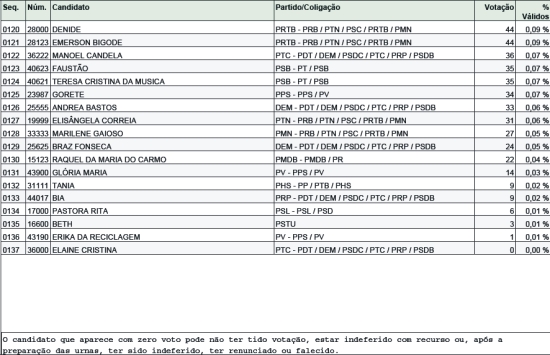 Seq. Núm. Candidato Partido/Coligação Votação % Válidos
0120 28000 DENIDE PRTB - PRB / PTN / PSC / PRTB / PMN 44 0,09 %
0121 28123 EMERSON BIGODE PRTB - PRB / PTN / PSC / PRTB / PMN 44 0,09 %
0122 36222 MANOEL CANDELA PTC - PDT / DEM / PSDC / PTC / PRP / PSDB 36 0,07 %
0123 40623 FAUSTÃO PSB - PT / PSB 35 0,07 %
0124 40621 TERESA CRISTINA DA MUSICA PSB - PT / PSB 35 0,07 %
0125 23987 GORETE PPS - PPS / PV 34 0,07 %
0126 25555 ANDREA BASTOS DEM - PDT / DEM / PSDC / PTC / PRP / PSDB 33 0,06 %
0127 19999 ELISÂNGELA CORREIA PTN - PRB / PTN / PSC / PRTB / PMN 31 0,06 %
0128 33333 MARILENE GAIOSO PMN - PRB / PTN / PSC / PRTB / PMN 27 0,05 %
0129 25625 BRAZ FONSECA DEM - PDT / DEM / PSDC / PTC / PRP / PSDB 24 0,05 %
0130 15123 RAQUEL DA MARIA DO CARMO PMDB - PMDB / PR 22 0,04 %
0131 43900 GLÓRIA MARIA PV - PPS / PV 14 0,03 %
0132 31111 TANIA PHS - PP / PTB / PHS 9 0,02 %
0133 44017 BIA PRP - PDT / DEM / PSDC / PTC / PRP / PSDB 9 0,02 %
0134 17000 PASTORA RITA PSL - PSL / PSD 6 0,01 %
0135 16600 BETH PSTU 3 0,01 %
0136 43190 ERIKA DA RECICLAGEM PV - PPS / PV 1 0,01 %
0137 36000 ELAINE CRISTINA PTC - PDT / DEM / PSDC / PTC / PRP / PSDB 0 0,00 %
O candidato que aparece com zero voto pode não ter tido votação, estar indeferido com recurso ou, após a
preparação das urnas, ter sido indeferido, ter renunciado ou falecido.